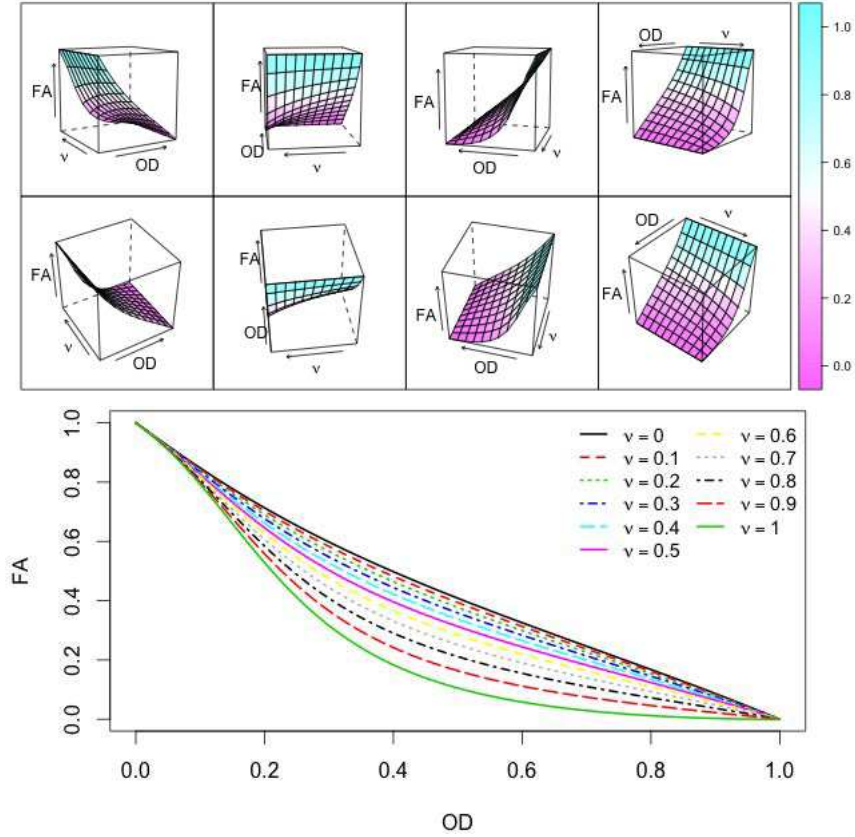 FA
ν
OD
FA
OD
ν
FA
OD
ν
OD
ν
FA
1.0
0.8
0.6
0.4
0.2
0.0
FA
ν
OD
FA
OD
ν
FA
OD
ν
OD
ν
FA
1.0
0.8
0.6
0.4
0.2
0.0
FA
ν = 0
ν = 0.1
ν = 0.2
ν = 0.3
ν = 0.4
ν = 0.5
ν = 0.6
ν = 0.7
ν = 0.8
ν = 0.9
ν = 1
0.0 0.2 0.4 0.6 0.8 1.0
OD